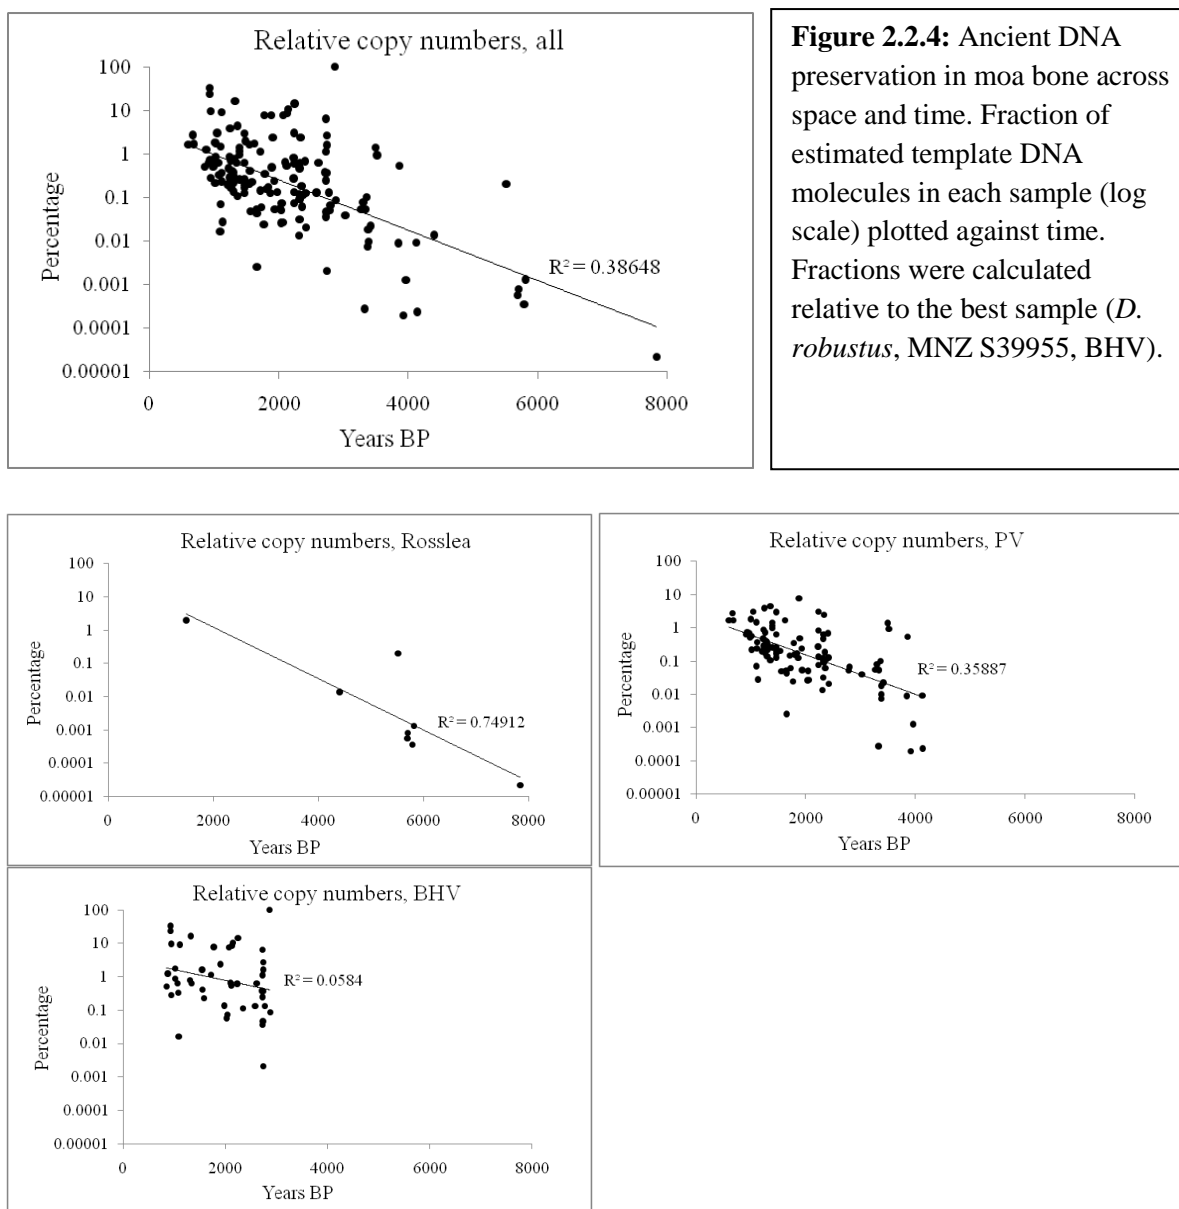 Relative copy numbers, all
100
10
1
0.1
0.01
0.001
0.0001
0.00001
Percentage
R² = 0.38648
0 2000 4000 6000 8000
Years BP
Figure 2.2.4: Ancient DNA
preservation in moa bone across
space and time. Fraction of
estimated template DNA
molecules in each sample (log
scale) plotted against time.
Fractions were calculated
relative to the best sample (D.
robustus, MNZ S39955, BHV).
Relative copy numbers, Rosslea
100
10
1
0.1
0.01
0.001
0.0001
0.00001
Percentage
R² = 0.74912
0 2000 4000 6000 8000
Years BP
Relative copy numbers, PV
100
10
1
0.1
0.01
0.001
0.0001
0.00001
Percentage
R² = 0.35887
0 2000 4000 6000 8000
Years BP
Relative copy numbers, BHV
100
10
1
0.1
0.01
0.001
0.0001
0.00001
Percentage
R² = 0.0584
0 2000 4000 6000 8000
Years BP